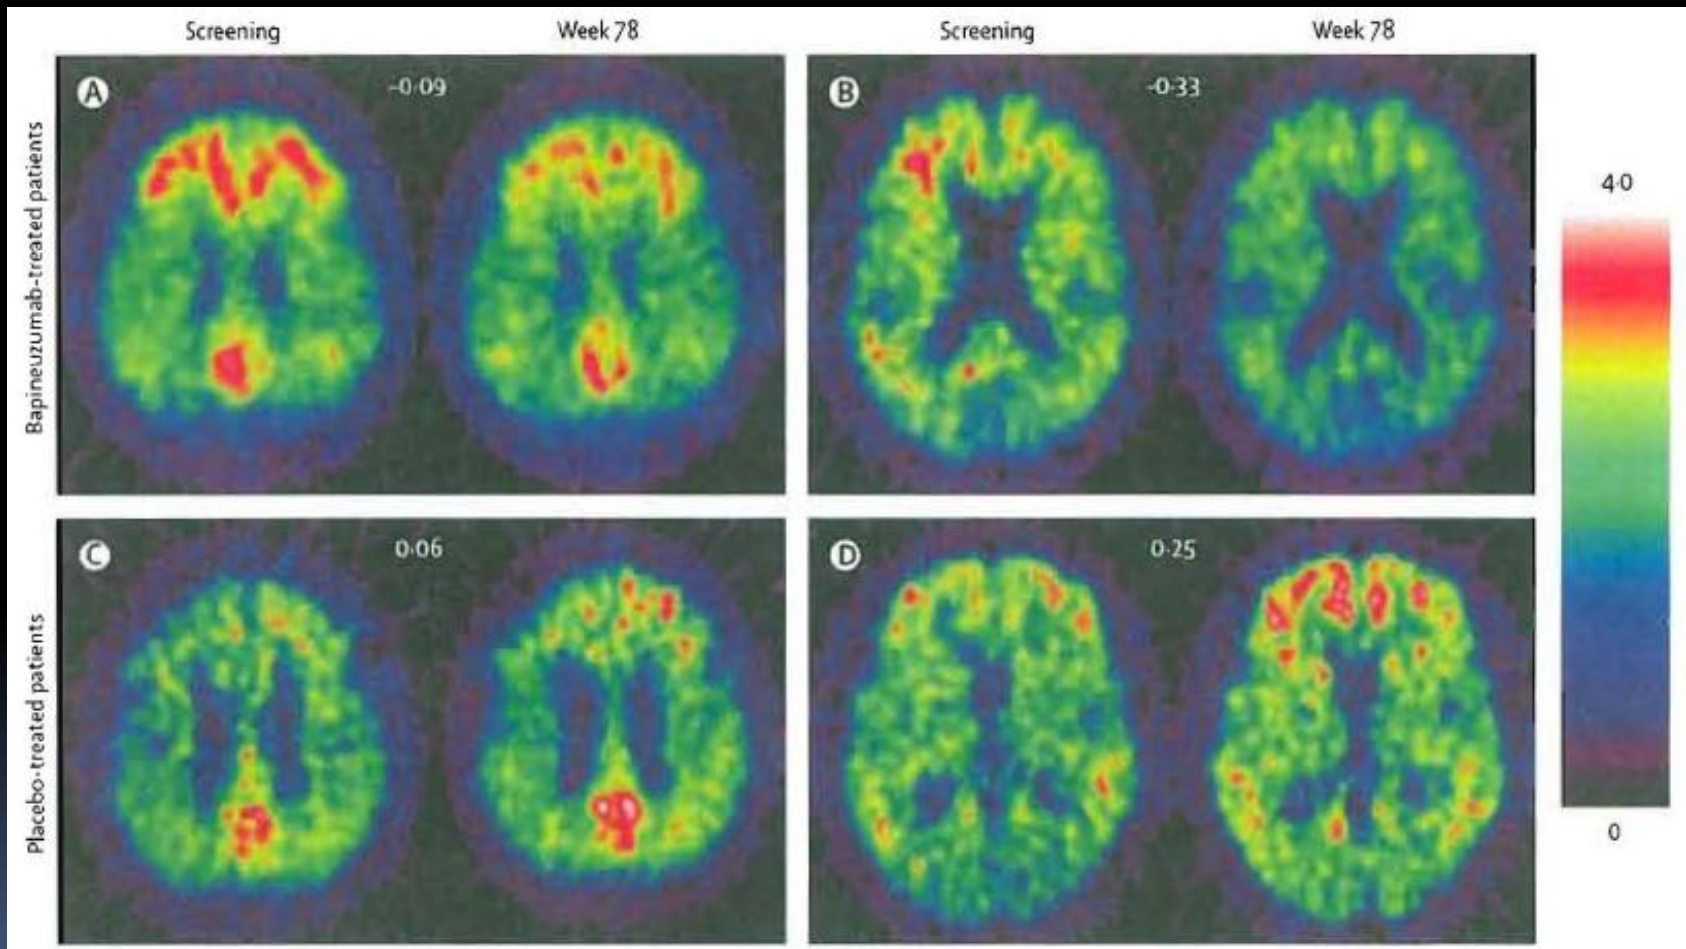 Screening
Week 78
Screening
Week 78
Bapineuzumab-treated patients
A
-0·09
B
-0·33
Placebo-treated patients
C
0·06
D
0·25
4·0
0